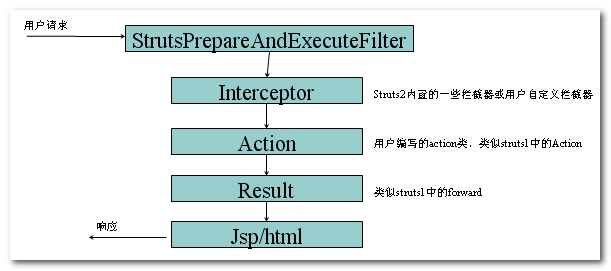 用户请求
StrutsPrepareAndExecuteFilter
Interceptor
Struts2内置的一些拦截器或用户自定义拦截器
Action
用户编写的action类，类似struts1中的Action
Result
类似struts1中的forward
响应
Jsp/html